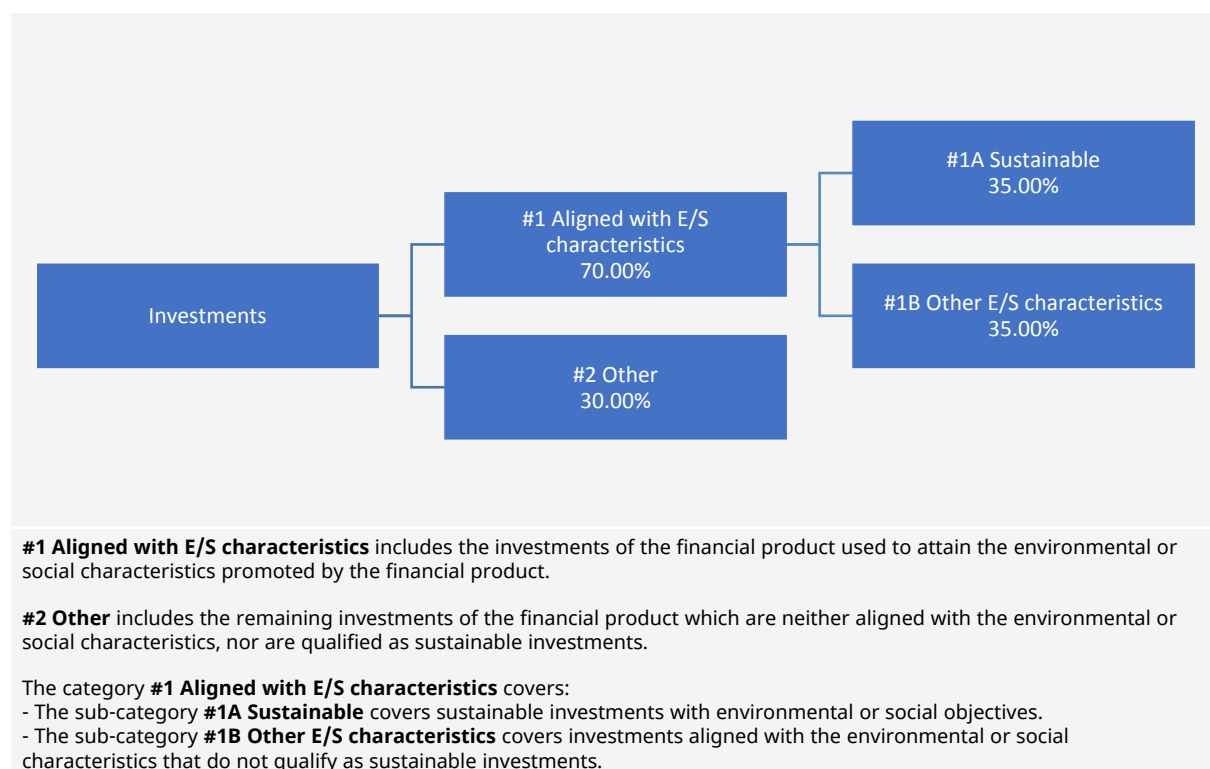 #1A Sustainable
35.00%
#1 Aligned with E/S
characteristics
70.00%
Investments
#1B Other E/S characteristics
35.00%
#2 Other
30.00%
#1 Aligned with E/S characteristics includes the investments of the financial product used to attain the environmental or
social characteristics promoted by the financial product.
#2 Other includes the remaining investments of the financial product which are neither aligned with the environmental or
social characteristics, nor are qualified as sustainable investments.
The category #1 Aligned with E/S characteristics covers:
- The sub-category #1A Sustainable covers sustainable investments with environmental or social objectives.
- The sub-category #1B Other E/S characteristics covers investments aligned with the environmental or social
characteristics that do not qualify as sustainable investments.